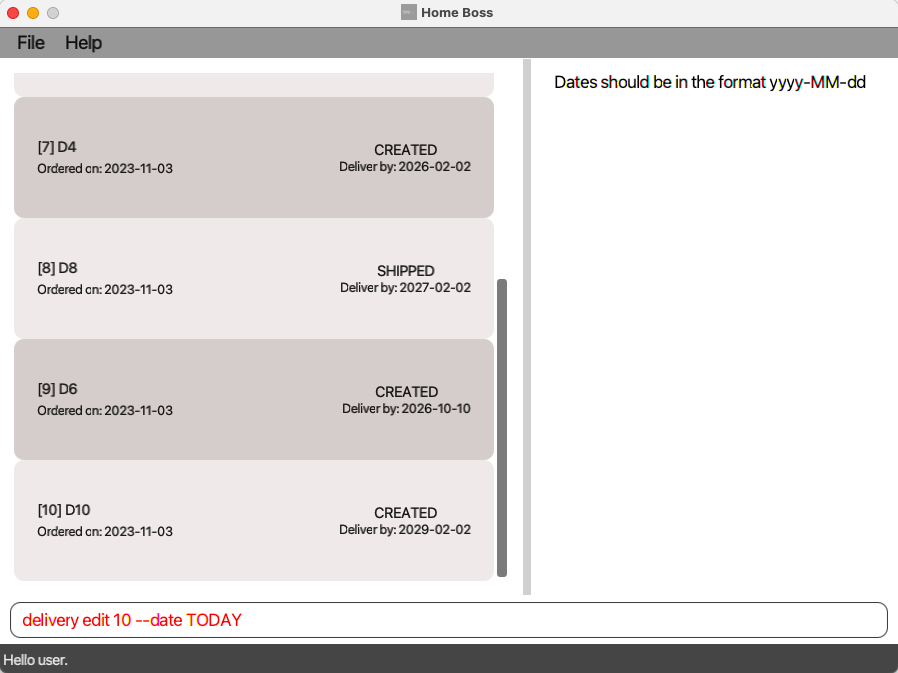 Home Boss
File Help
[7] D4
Ordered on: 2023-11-03
CREATED
Deliver by: 2026-02-02
[8] D8
Ordered on: 2023-11-03
SHIPPED
Deliver by: 2027-02-02
[9] D6
Ordered on: 2023-11-03
CREATED
Deliver by: 2026-10-10
[10] D10
Ordered on: 2023-11-03
CREATED
Deliver by: 2029-02-02
Dates should be in the format yyyy-MM-dd
delivery edit 10 --date TODAY
Hello user.